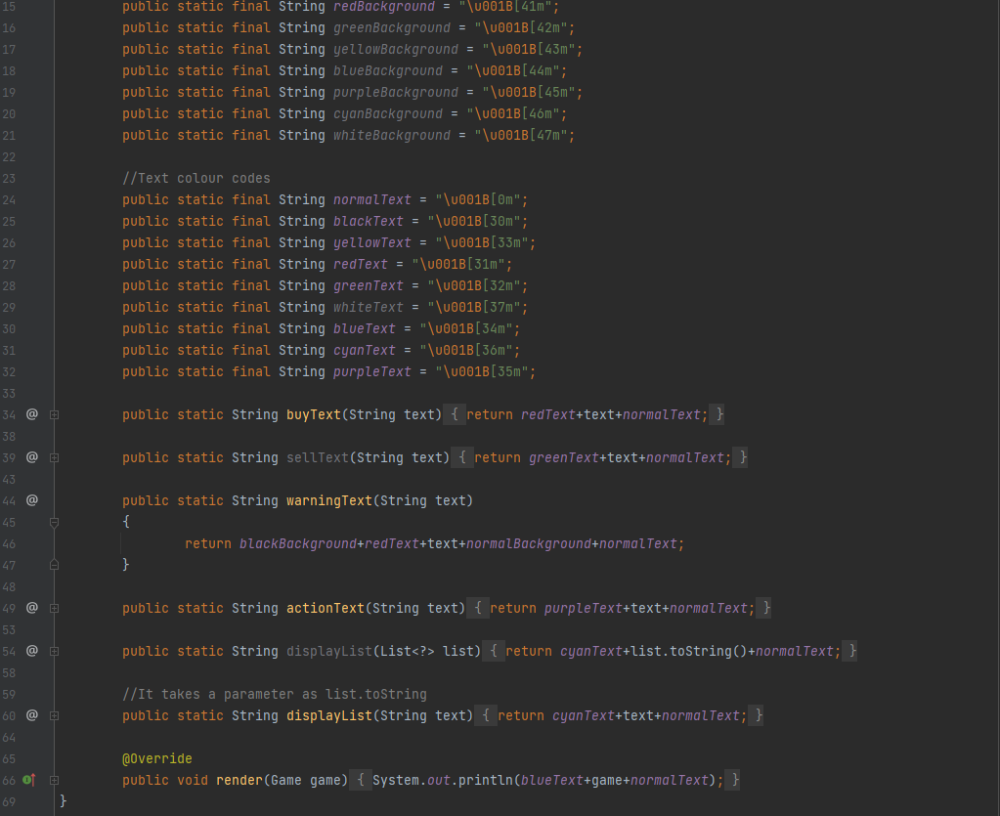 15 public static final String redBackground = "\u001B[41m";
16 public static final String greenBackground = "\u001B[42m";
17 public static final String yellowBackground = "\u001B[43m";
18 public static final String blueBackground = "\u001B[44m";
19 public static final String purpleBackground = "\u001B[45m";
20 public static final String cyanBackground = "\u001B[46m";
21 public static final String whiteBackground = "\u001B[47m";
22
23 //Text colour codes
24 public static final String normalText = "\u001B[0m";
25 public static final String blackText = "\u001B[30m";
26 public static final String yellowText = "\u001B[33m";
27 public static final String redText = "\u001B[31m";
28 public static final String greenText = "\u001B[32m";
29 public static final String whiteText = "\u001B[37m";
30 public static final String blueText = "\u001B[34m";
31 public static final String cyanText = "\u001B[36m";
32 public static final String purpleText = "\u001B[35m";
33
34 @ public static String buyText(String text) { return redText+text+normalText; }
38
39 @ public static String sellText(String text) { return greenText+text+normalText; }
43
44 @ public static String warningText(String text)
45 {
46 return blackBackground+redText+text+normalBackground+normalText;
47 }
48
49 @ public static String actionText(String text) { return purpleText+text+normalText; }
53
54 @ public static String displayList(List<?> list) { return cyanText+list.toString()+normalText; }
58
59 //It takes a parameter as list.toString
60 @ public static String displayList(String text) { return cyanText+text+normalText; }
64
65 @Override
66 public void render(Game game) { System.out.println(blueText+game+normalText); }
69 }